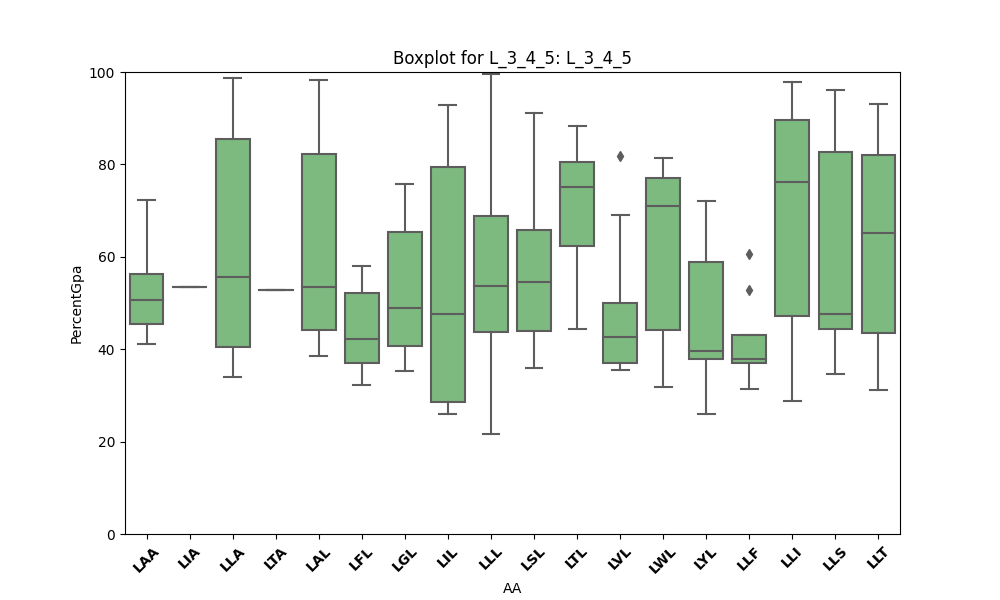 Boxplot for L_3_4_5: L_3_4_5
100
80
60
40
20
0
PercentGpa
LAA LIA LLA LTA LAL LFL LGL LIL LLL LSL LTL LVL LWL LYL LLF LLI LLS LLT
AA